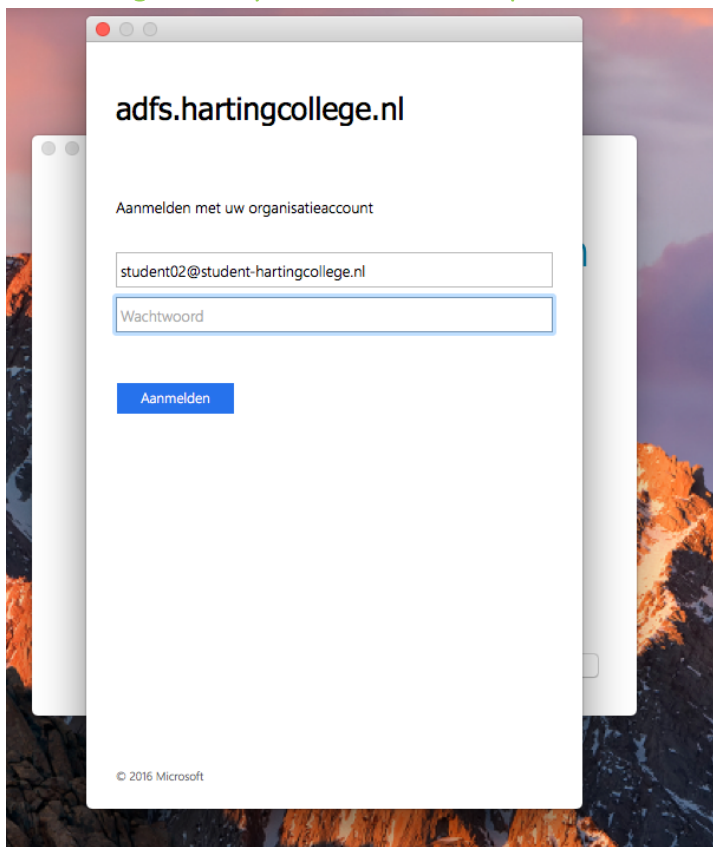 adfs.hartingcollege.nl
Aanmelden met uw organisatieaccount
student02@student-hartingcollege.nl
Wachtwoord
Aanmelden
© 2016 Microsoft